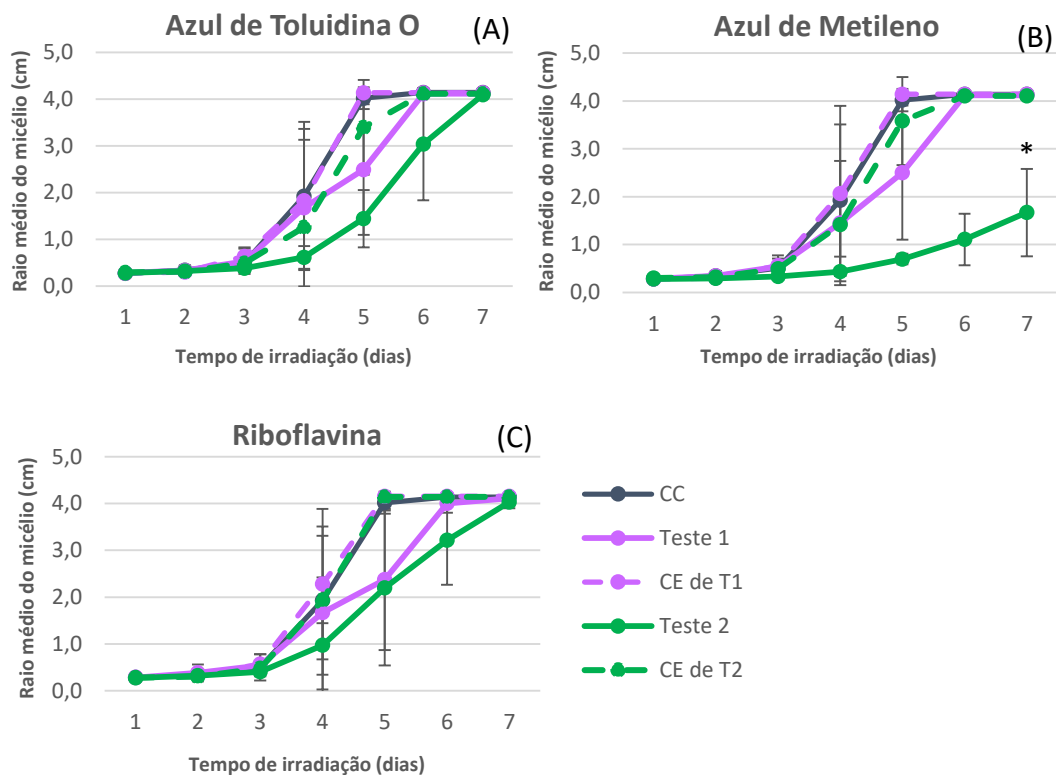 Azul de Toluidina O
(A)
Raio médio do micélio (cm)
5,0
4,0
3,0
2,0
1,0
0,0
1 2 3 4 5 6 7
Tempo de irradiação (dias)
Azul de Metileno
(B)
Raio médio do micélio (cm)
5,0
4,0
3,0
2,0
1,0
0,0
*
1 2 3 4 5 6 7
Tempo de irradiação (dias)
Riboflavina
(C)
Raio médio do micélio (cm)
5,0
4,0
3,0
2,0
1,0
0,0
1 2 3 4 5 6 7
Tempo de irradiação (dias)
CC
Teste 1
CE de T1
Teste 2
CE de T2